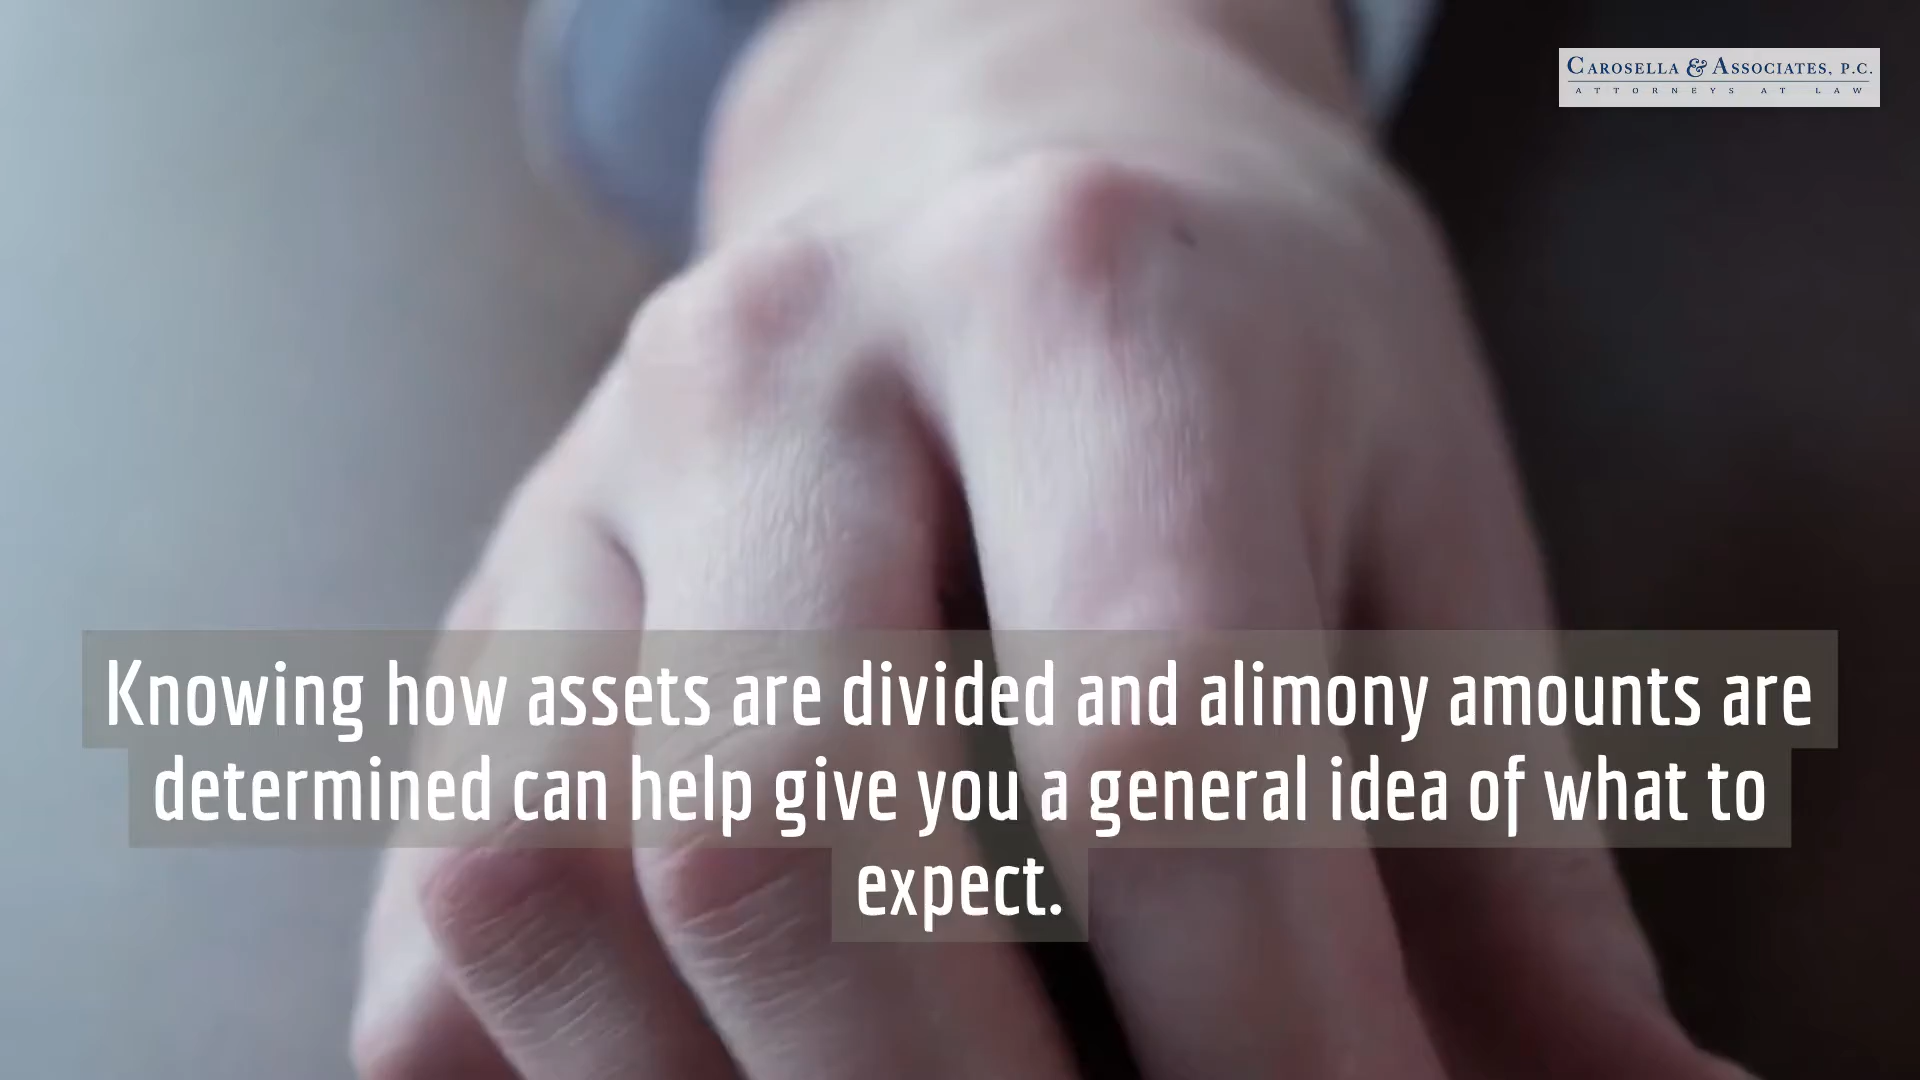 CAROSELLA & ASSOCIATES, P.C.
ATTORNEYS AT LAW
Knowing how assets are divided and alimony amounts are
determined can help give you a general idea of what to
expect.